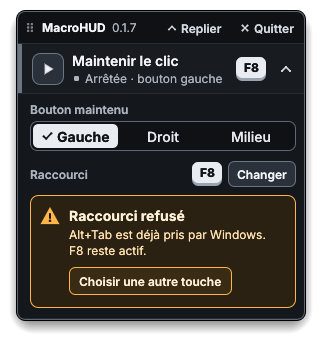 MacroHUD 0.1.7 Replier Quitter
Maintenir le clic F8
Arrêtée · bouton gauche
Bouton maintenu
Gauche Droit Milieu
Raccourci F8 Changer
Raccourci refusé
Alt+Tab est déjà pris par Windows.
F8 reste actif.
Choisir une autre touche